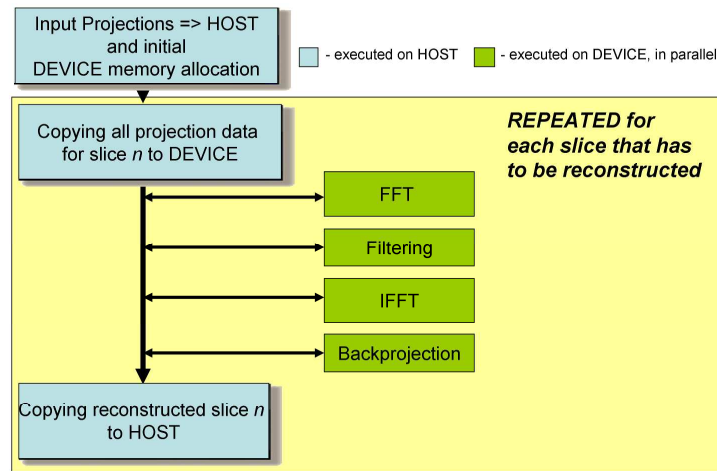 Input Projections => HOST
and initial
DEVICE memory allocation
- executed on HOST
- executed on DEVICE, in parallel
Copying all projection data
for slice n to DEVICE
REPEATED for
each slice that has
to be reconstructed
FFT
Filtering
IFFT
Backprojection
Copying reconstructed slice n
to HOST